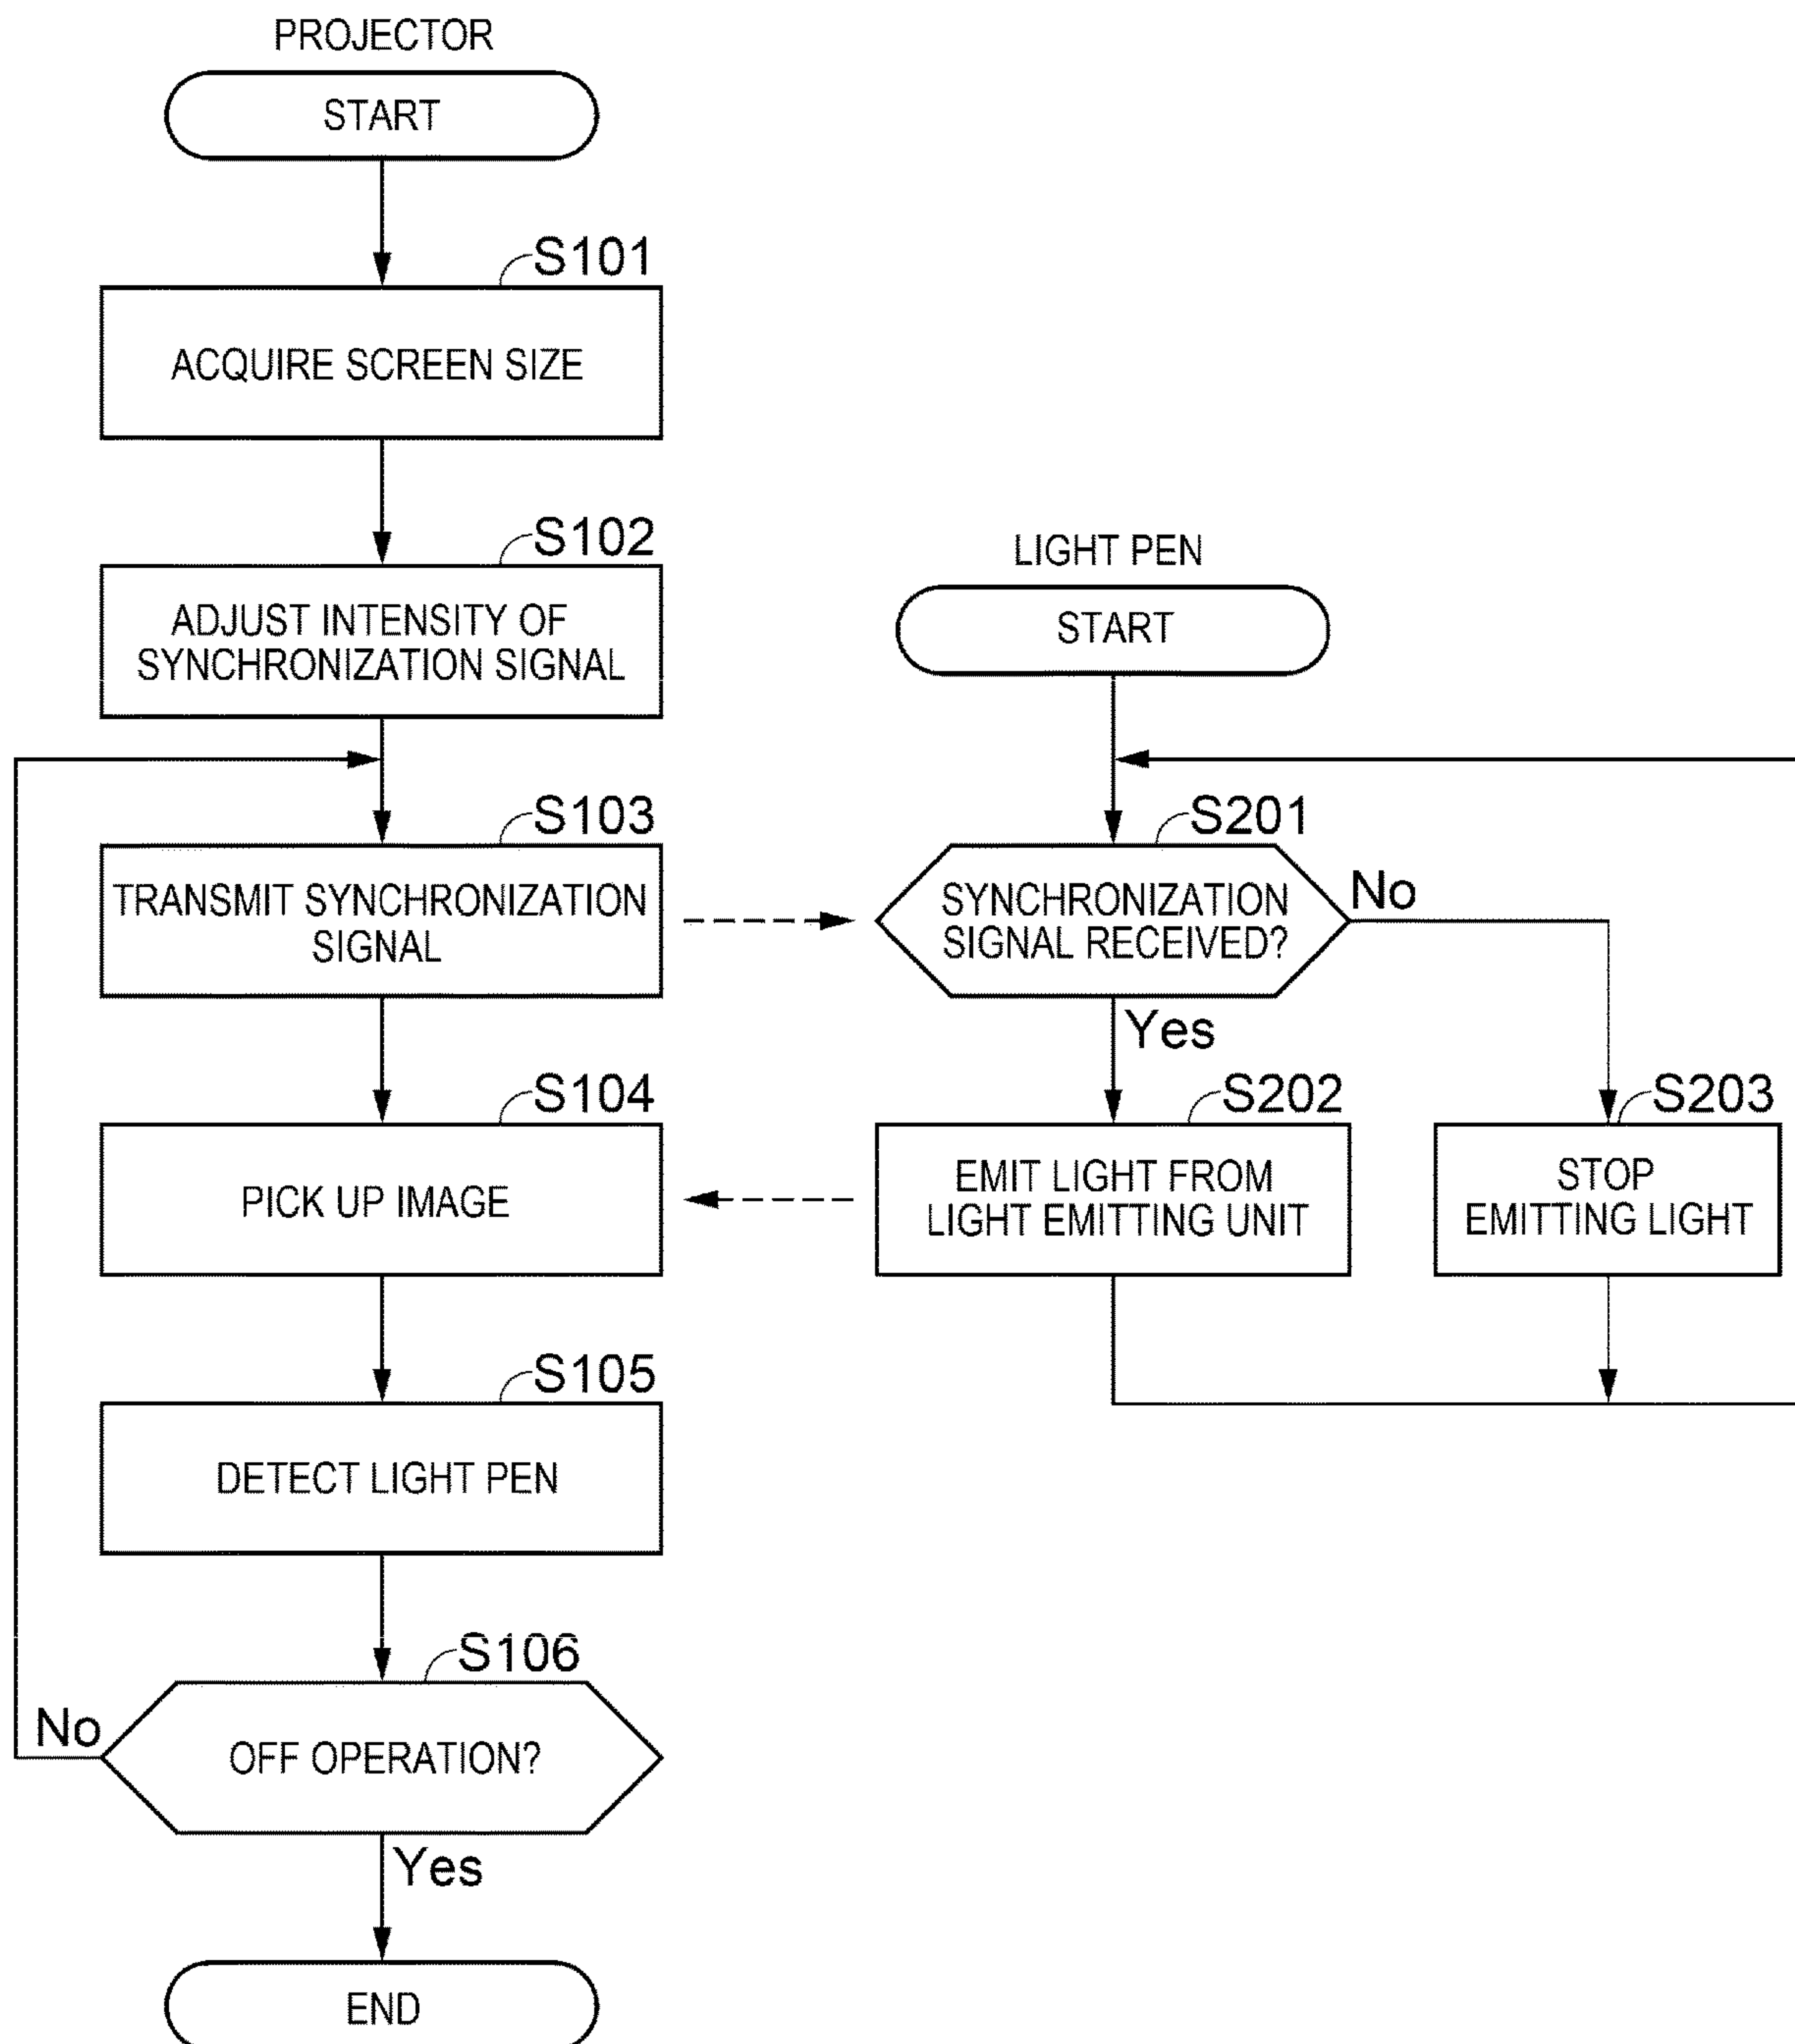 PROJECTOR
START
S101
ACQUIRE SCREEN SIZE
S102
ADJUST INTENSITY OF
SYNCHRONIZATION SIGNAL
S103
TRANSMIT SYNCHRONIZATION
SIGNAL
S104
PICK UP IMAGE
S105
DETECT LIGHT PEN
S106
No
OFF OPERATION?
Yes
END
LIGHT PEN
START
S201
SYNCHRONIZATION
SIGNAL RECEIVED?
No
Yes
S202
EMIT LIGHT FROM
LIGHT EMITTING UNIT
S203
STOP
EMITTING LIGHT